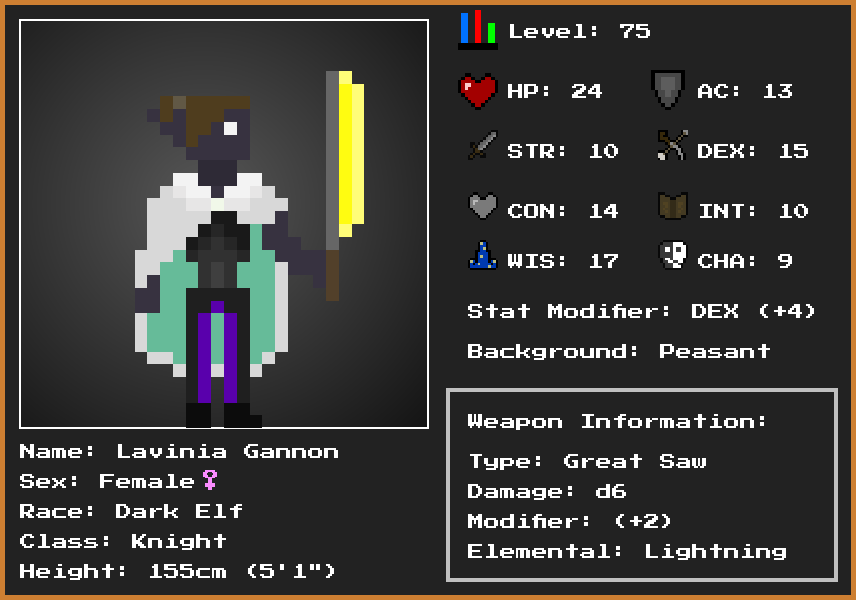 Level: 75
HP: 24
AC: 13
STR: 10
DEX: 15
CON: 14
INT: 10
WIS: 17
CHA: 9
Stat Modifier: DEX (+4)
Background: Peasant
Weapon Information:
Type: Great Saw
Damage: d6
Modifier: (+2)
Elemental: Lightning
Name: Lavinia Gannon
Sex: Female♀
Race: Dark Elf
Class: Knight
Height: 155cm (5'1")